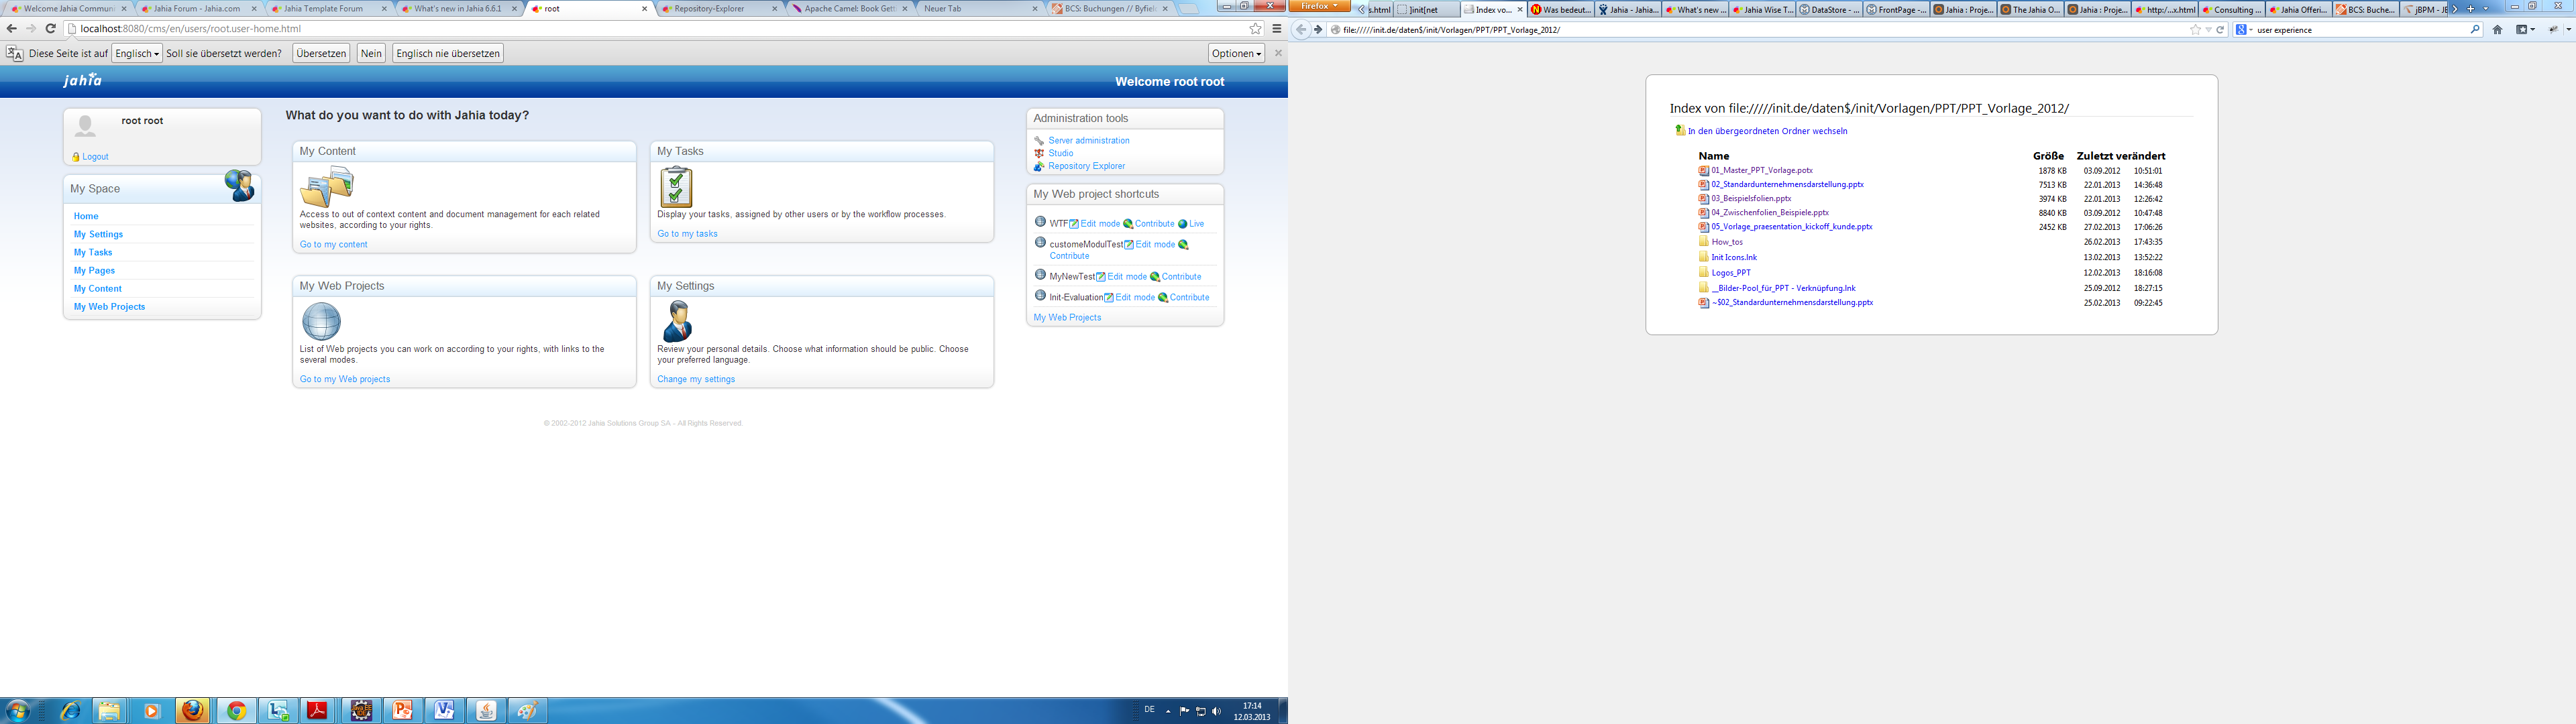 Welcome Jahia Communi
Jahia Forum - Jahia.com
Jahia Template Forum
What's new in Jahia 6.6.1
root
Repository-Explorer
Apache Camel: Book Getti
Neuer Tab
BCS: Buchungen // Byfiel
localhost:8080/cms/en/users/root.user-home.html
Diese Seite ist auf Englisch Soll sie übersetzt werden? Übersetzen Nein Englisch nie übersetzen Optionen
jahia
Welcome root root
root root
Logout
My Space
Home
My Settings
My Tasks
My Pages
My Content
My Web Projects
What do you want to do with Jahia today?
My Content
Access to out of context content and document management for each related
websites, according to your rights.
Go to my content
My Tasks
Display your tasks, assigned by other users or by the workflow processes.
Go to my tasks
My Web Projects
List of Web projects you can work on according to your rights, with links to the
several modes.
Go to my Web projects
My Settings
Review your personal details. Choose what information should be public. Choose
your preferred language.
Change my settings
Administration tools
Server administration
Studio
Repository Explorer
My Web project shortcuts
WTF Edit mode Contribute Live
customeModulTest Edit mode
Contribute
MyNewTest Edit mode Contribute
Init-Evaluation Edit mode Contribute
My Web Projects
© 2002-2012 Jahia Solutions Group SA - All Rights Reserved.
DE
17:14
12.03.2013
Firefox
s.html
]init[net
Index vo...
Was bedeut...
Jahia - Jahia...
What's new ...
Jahia Wise T...
DataStore - ...
FrontPage -...
Jahia : Proje...
The Jahia O...
Jahia : Proje...
http:/...x.html
Consulting ...
Jahia Offeri...
BCS: Buche...
jBPM - JB
file://///init.de/daten$/init/Vorlagen/PPT/PPT_Vorlage_2012/
user experience
Index von file://///init.de/daten$/init/Vorlagen/PPT/PPT_Vorlage_2012/
In den übergeordneten Ordner wechseln
Name Größe Zuletzt verändert
01_Master_PPT_Vorlage.potx 1878 KB 03.09.2012 10:51:01
02_Standardunternehmensdarstellung.pptx 7513 KB 22.01.2013 14:36:48
03_Beispielsfolien.pptx 3974 KB 22.01.2013 12:26:42
04_Zwischenfolien_Beispiele.pptx 8840 KB 03.09.2012 10:47:48
05_Vorlage_praesentation_kickoff_kunde.pptx 2452 KB 27.02.2013 17:06:26
How_tos 26.02.2013 17:43:35
Init Icons.lnk 13.02.2013 13:52:22
Logos_PPT 12.02.2013 18:16:08
__Bilder-Pool_für_PPT - Verknüpfung.lnk 25.09.2012 18:27:15
~$02_Standardunternehmensdarstellung.pptx 25.02.2013 09:22:45